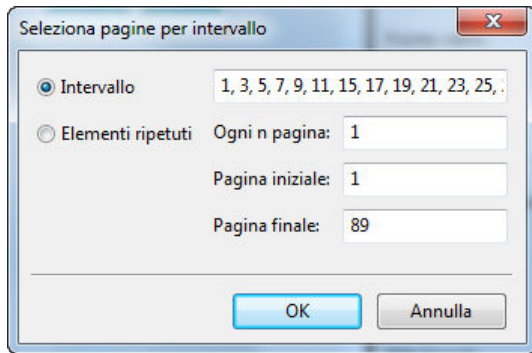 Seleziona pagine per intervallo
Intervallo 1, 3, 5, 7, 9, 11, 15, 17, 19, 21, 23, 25,
Elementi ripetuti Ogni n pagina: 1
Pagina iniziale: 1
Pagina finale: 89
OK Annulla